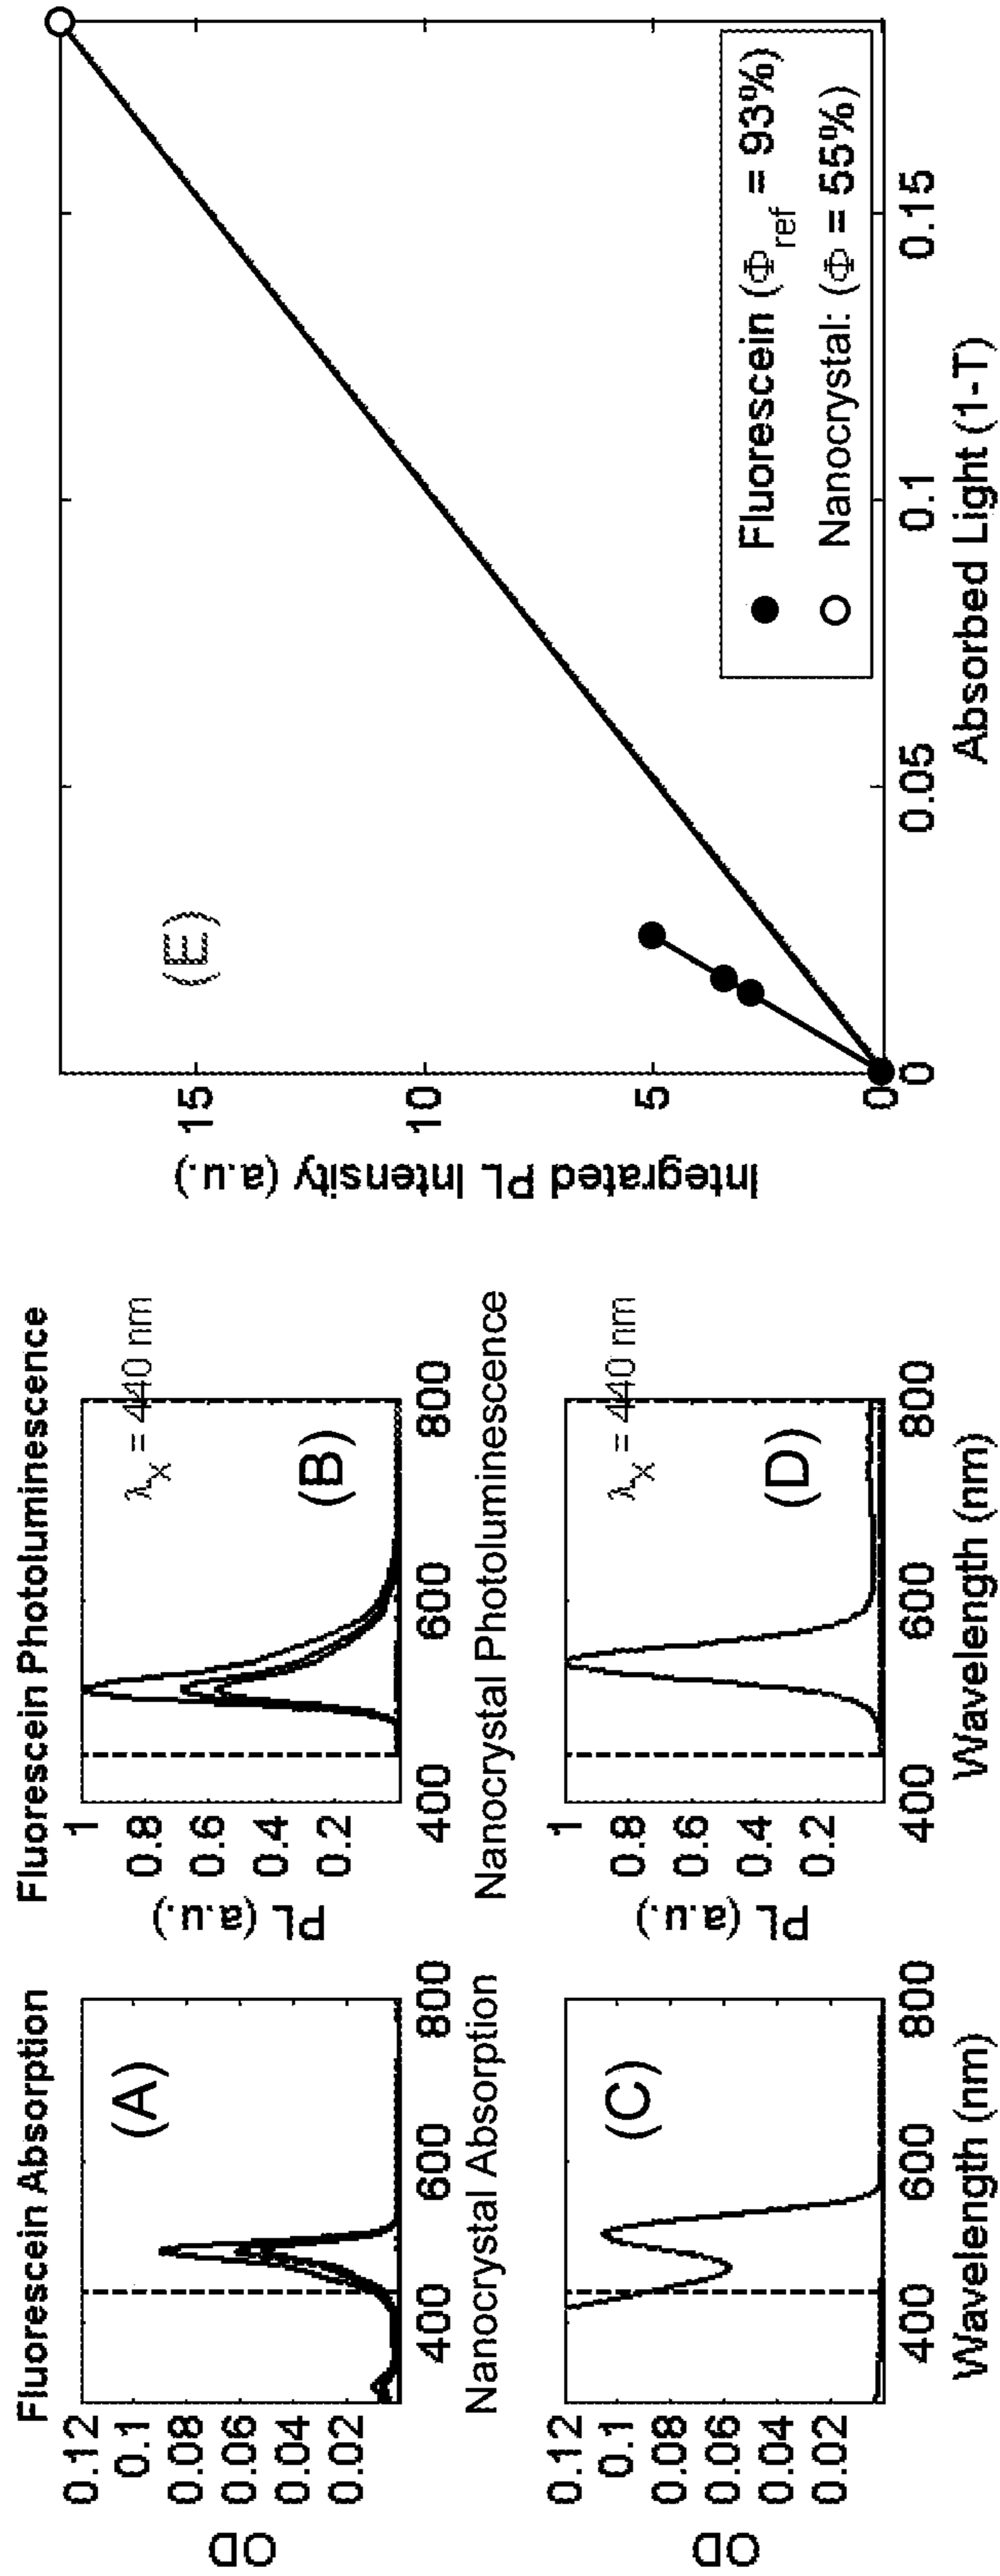 Fluorescein Absorption
OD
0.12
0.1
0.08
0.06
0.04
0.02
(A)
400
600
800
Fluorescein Photoluminescence
PL (a.u.)
1
0.8
0.6
0.4
0.2
λx = 440 nm
(B)
400
600
800
Nanocrystal Absorption
OD
0.12
0.1
0.08
0.06
0.04
0.02
(C)
400
600
800
Wavelength (nm)
Nanocrystal Photoluminescence
PL (a.u.)
1
0.8
0.6
0.4
0.2
λx = 440 nm
(D)
400
600
800
Wavelength (nm)
Integrated PL Intensity (a.u.)
15
10
5
0
(E)
Fluorescein (Φref = 93%)
Nanocrystal: (Φ = 55%)
0
0.05
0.1
0.15
Absorbed Light (1-T)